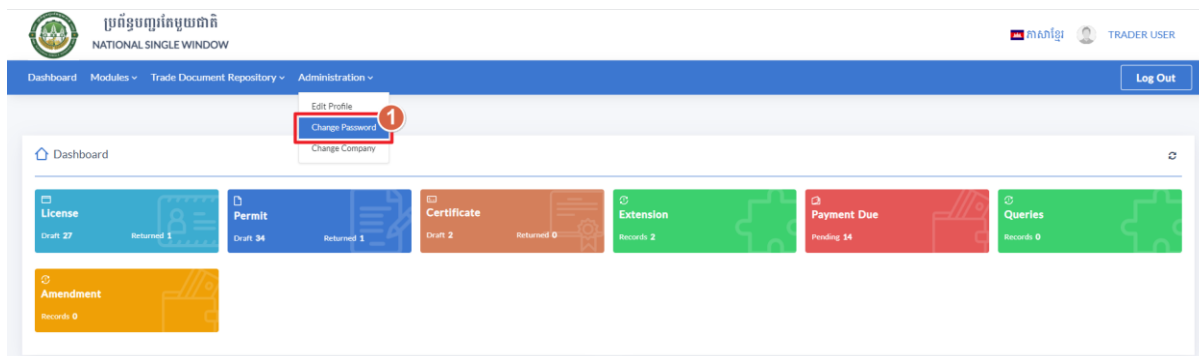 ប្រព័ន្ធបញ្ជរតែមួយជាតិ
NATIONAL SINGLE WINDOW
ភាសាខ្មែរ TRADER USER
Dashboard Modules Trade Document Repository Administration Log Out
Edit Profile
Change Password 1
Change Company
Dashboard
License Permit Certificate Extension Payment Due Queries
Draft 27 Returned 1 Draft 34 Returned 1 Draft 2 Returned 0 Records 2 Pending 14 Records 0
Amendment
Records 0